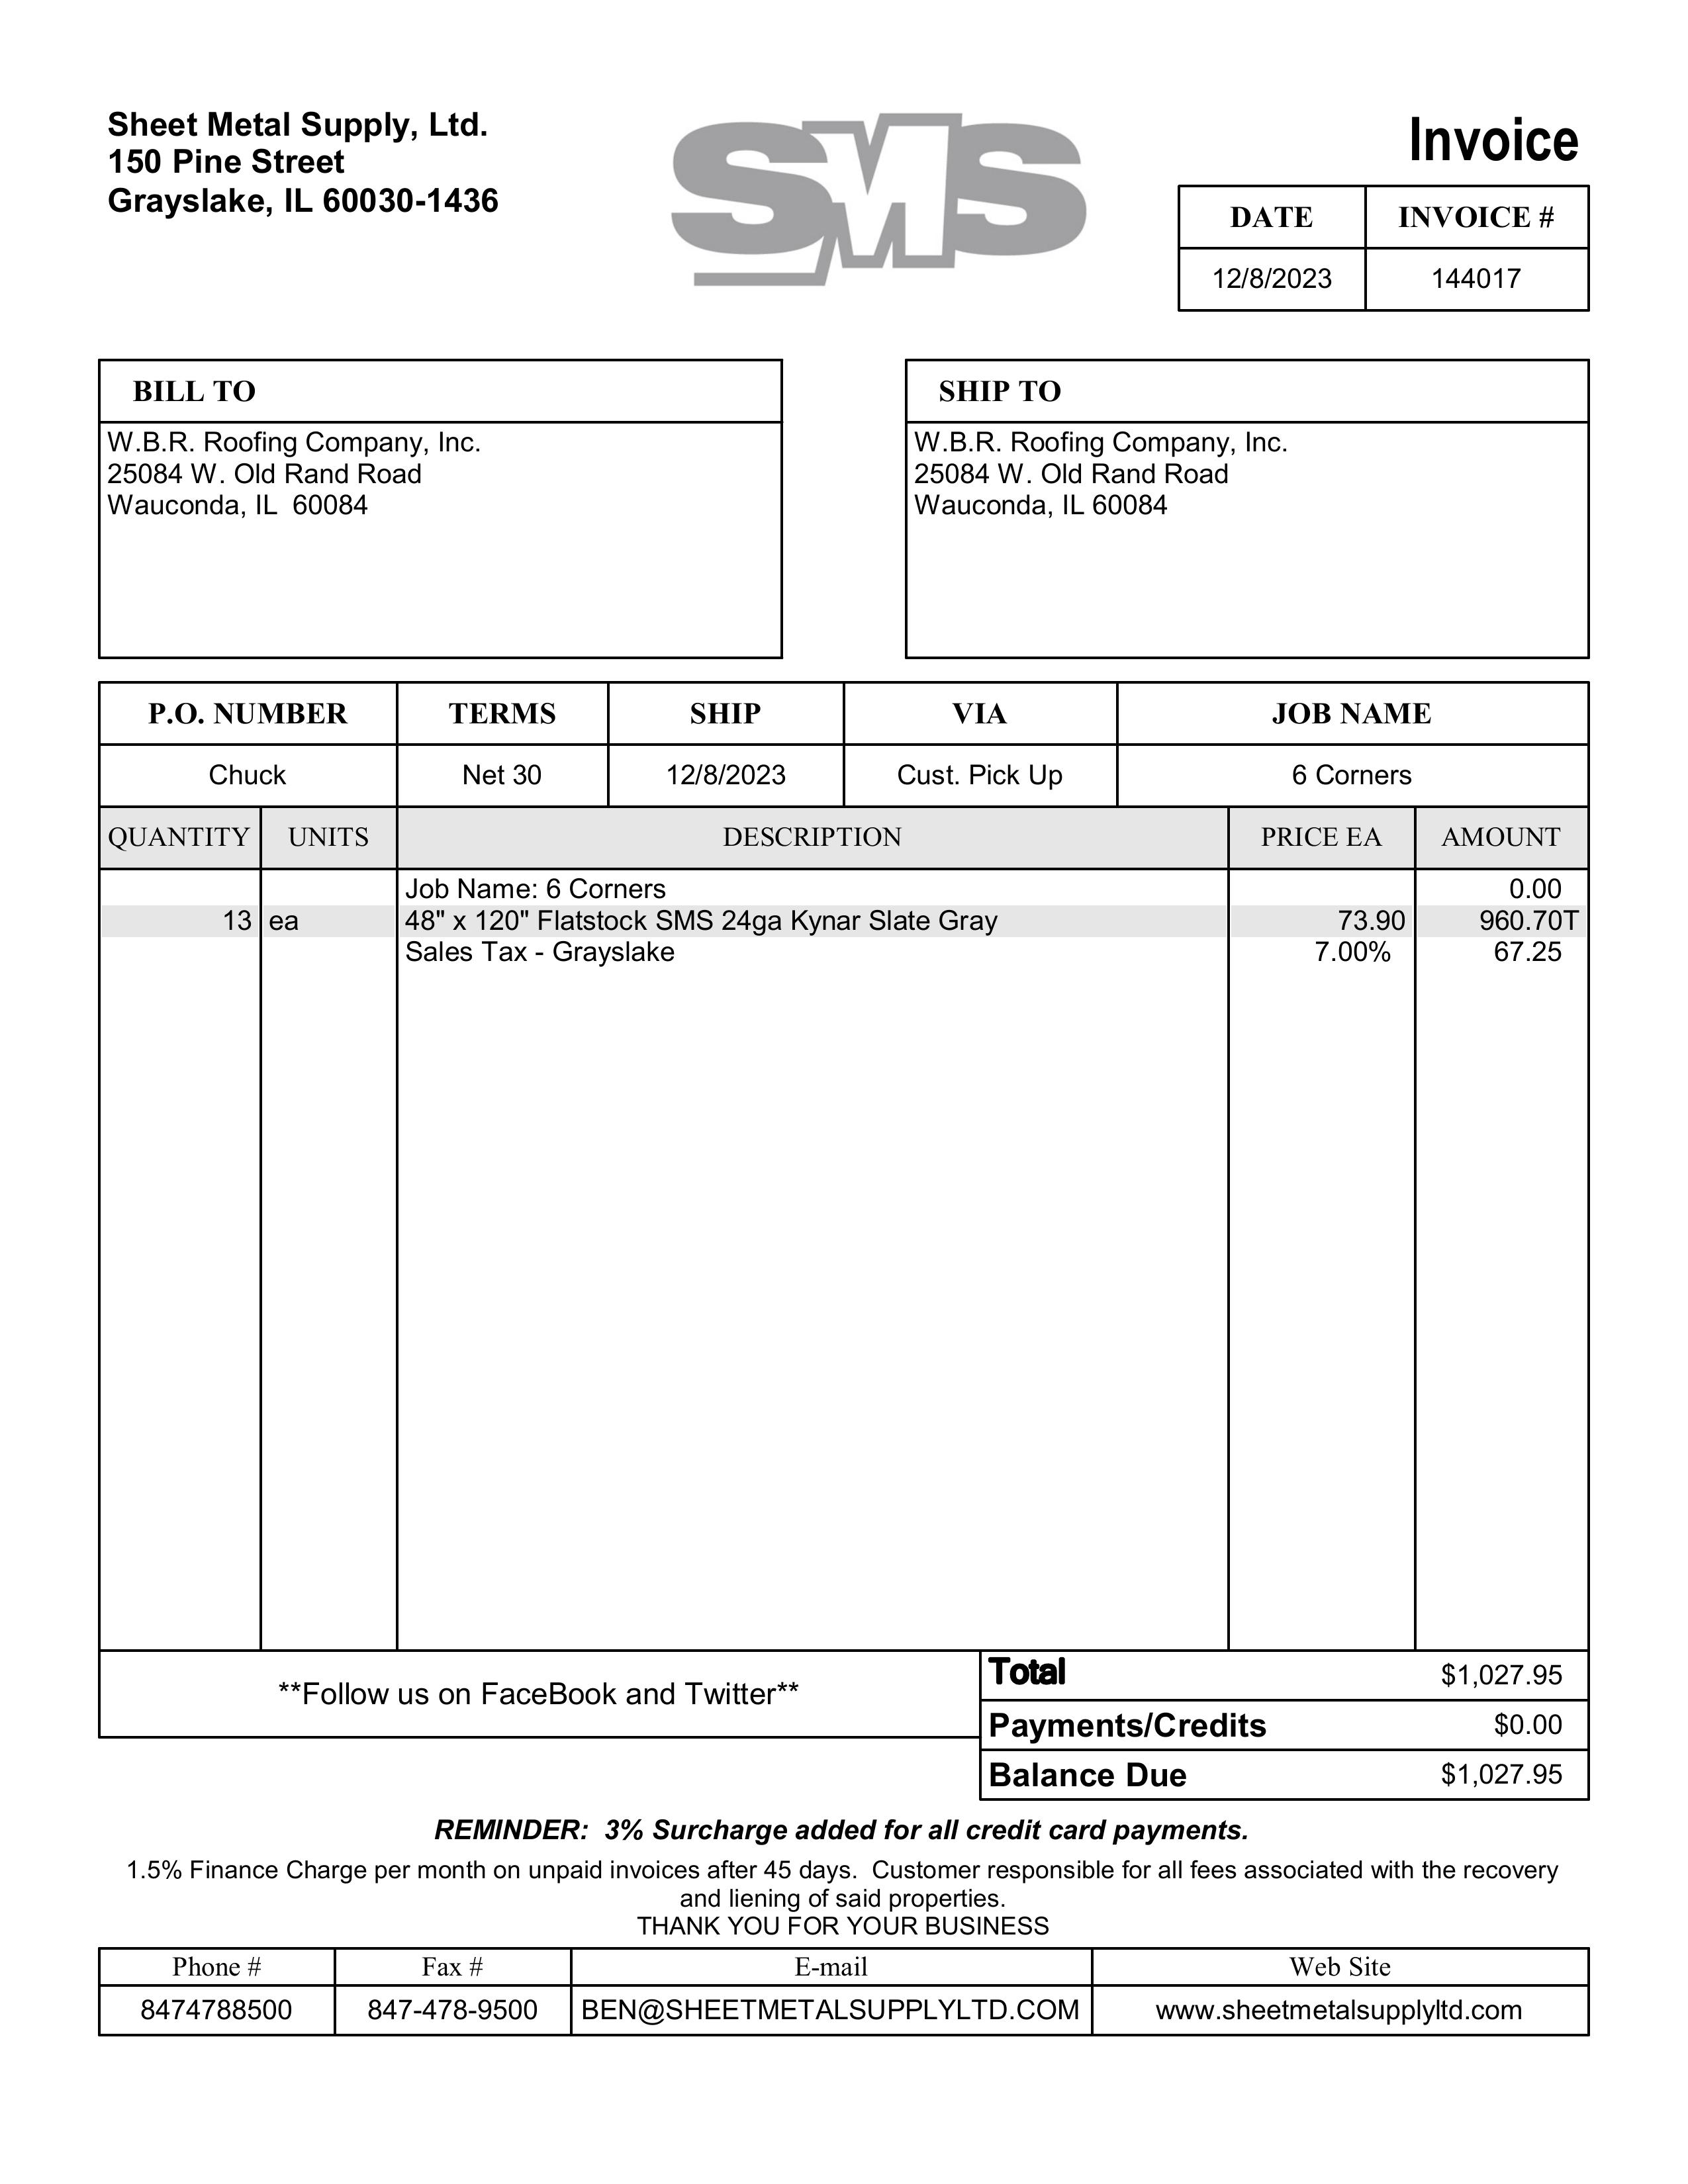 Sheet Metal Supply, Ltd.
150 Pine Street
Grayslake, IL 60030-1436
SMS
Invoice
DATE INVOICE #
12/8/2023 144017
BILL TO
W.B.R. Roofing Company, Inc.
25084 W. Old Rand Road
Wauconda, IL  60084
SHIP TO
W.B.R. Roofing Company, Inc.
25084 W. Old Rand Road
Wauconda, IL 60084
P.O. NUMBER TERMS SHIP VIA JOB NAME
Chuck Net 30 12/8/2023 Cust. Pick Up 6 Corners
QUANTITY UNITS DESCRIPTION PRICE EA AMOUNT
Job Name: 6 Corners 0.00
13 ea 48" x 120" Flatstock SMS 24ga Kynar Slate Gray 73.90 960.70T
Sales Tax - Grayslake 7.00% 67.25
**Follow us on FaceBook and Twitter**
Total $1,027.95
Payments/Credits $0.00
Balance Due $1,027.95
REMINDER:  3% Surcharge added for all credit card payments.
1.5% Finance Charge per month on unpaid invoices after 45 days.  Customer responsible for all fees associated with the recovery
and liening of said properties.
THANK YOU FOR YOUR BUSINESS
Phone # Fax # E-mail Web Site
8474788500 847-478-9500 BEN@SHEETMETALSUPPLYLTD.COM www.sheetmetalsupplyltd.com